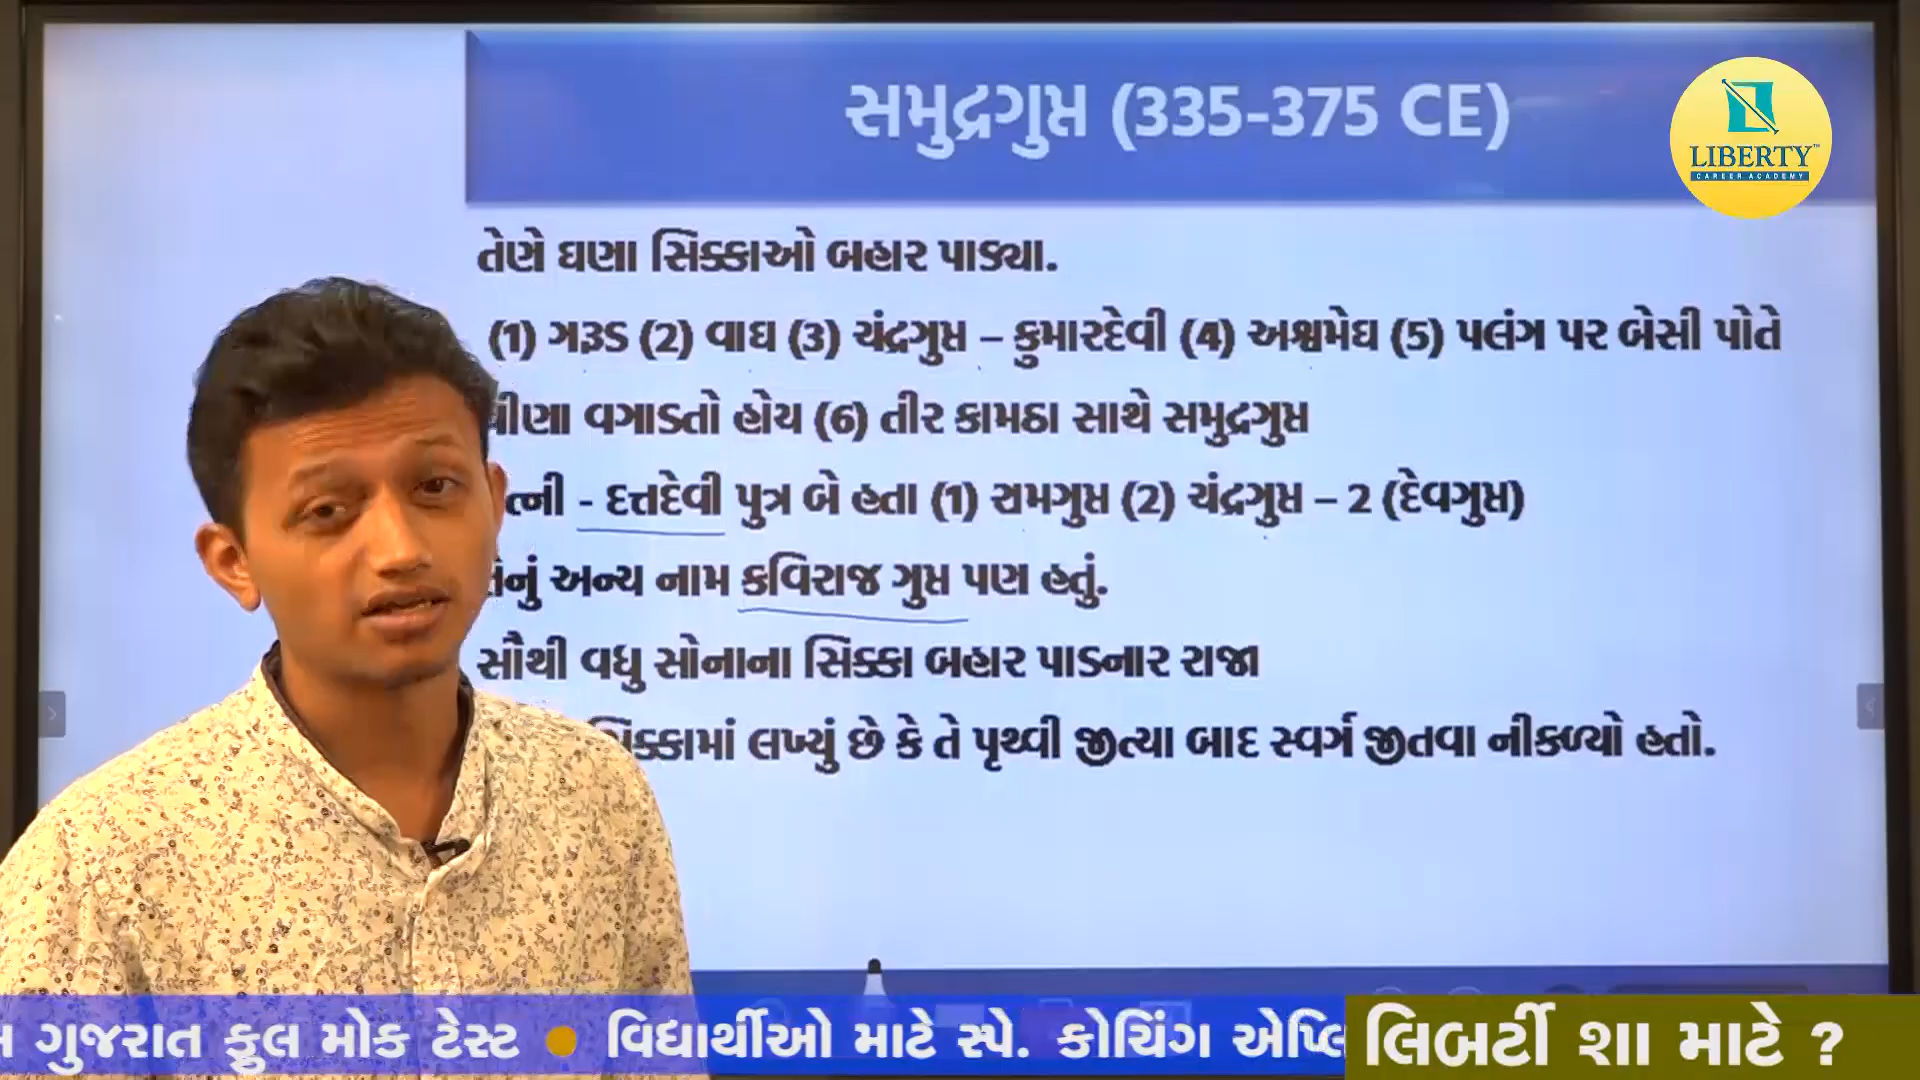 સમુદ્રગુપ્ત (335-375 CE)
LIBERTY
CAREER ACADEMY
તેણે ઘણા સિક્કાઓ બહાર પાડ્યા.
(1) ગરૂડ (2) વાઘ (3) ચંદ્રગુપ્ત – કુમારદેવી (4) અશ્વમેઘ (5) પલંગ પર બેસી પોતે
વગાડતો હોય (6) તીર કામઠા સાથે સમુદ્રગુપ્ત
- દત્તદેવી પુત્ર બે હતા (1) રામગુપ્ત (2) ચંદ્રગુપ્ત – 2 (દેવગુપ્ત)
અન્ય નામ કવિરાજ ગુપ્ત પણ હતું.
સૌથી વધુ સોનાના સિક્કા બહાર પાડનાર રાજા
લખ્યું છે કે તે પૃથ્વી જીત્યા બાદ સ્વર્ગ જીતવા નીકળ્યો હતો.
ગુજરાત ફુલ મોક ટેસ્ટ ● વિદ્યાર્થીઓ માટે સ્પે. કોચિંગ
લિબર્ટી શા માટે ?